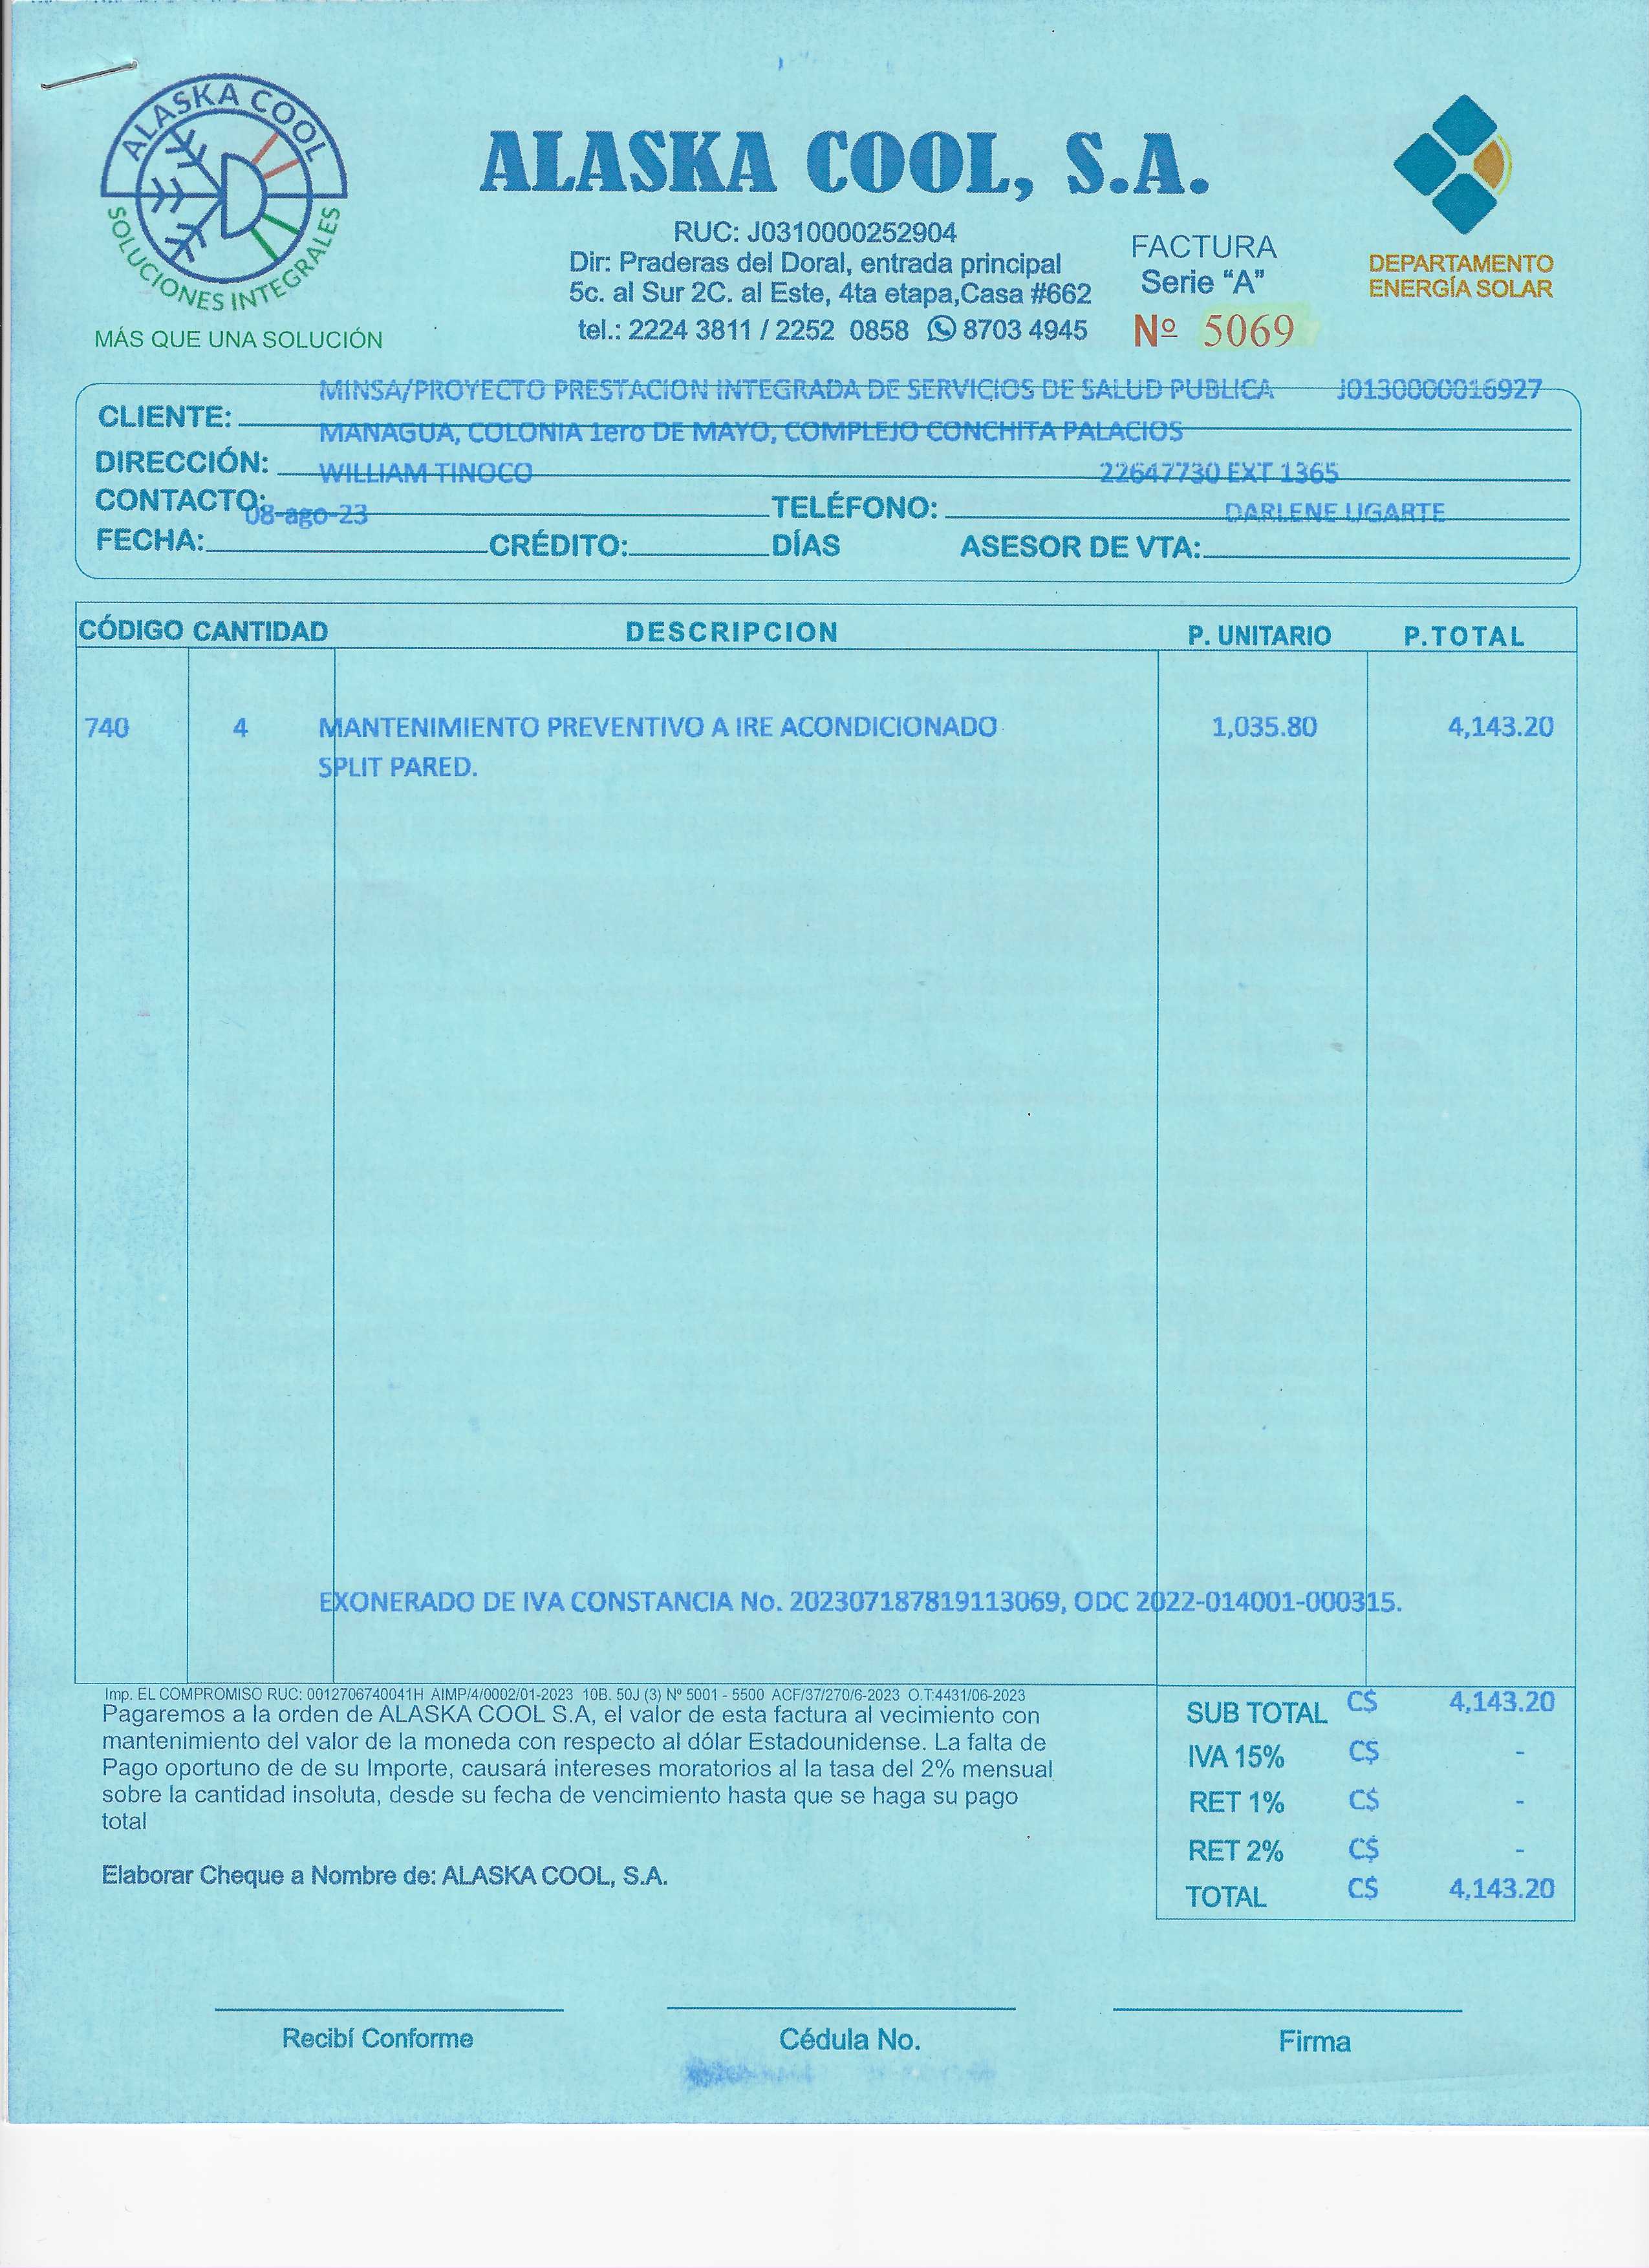 ALASKA COOL
SOLUCIONES INTEGRALES
MÁS QUE UNA SOLUCIÓN
ALASKA COOL, S.A.
RUC: J0310000252904
Dir: Praderas del Doral, entrada principal
5c. al Sur 2C. al Este, 4ta etapa,Casa #662
tel.: 2224 3811 / 2252 0858 8703 4945
FACTURA
Serie "A"
Nº 5069
DEPARTAMENTO
ENERGÍA SOLAR
CLIENTE: MINSA/PROYECTO PRESTACION INTEGRADA DE SERVICIOS DE SALUD PUBLICA J0130000016927
DIRECCIÓN: MANAGUA, COLONIA 1ero DE MAYO, COMPLEJO CONCHITA PALACIOS
CONTACTO: WILLIAM TINOCO TELÉFONO: 22647730 EXT 1365
FECHA: 08-ago-23 CRÉDITO: DÍAS ASESOR DE VTA: DARLENE UGARTE
CÓDIGO CANTIDAD DESCRIPCION P. UNITARIO P.TOTAL
740 4 MANTENIMIENTO PREVENTIVO A IRE ACONDICIONADO 1,035.80 4,143.20
SPLIT PARED.
EXONERADO DE IVA CONSTANCIA No. 202307187819113069, ODC 2022-014001-000315.
Imp. EL COMPROMISO RUC: 0012706740041H AIMP/4/0002/01-2023 10B. 50J (3) Nº 5001 - 5500 ACF/37/270/6-2023 O.T:4431/06-2023
Pagaremos a la orden de ALASKA COOL S.A, el valor de esta factura al vecimiento con
mantenimiento del valor de la moneda con respecto al dólar Estadounidense. La falta de
Pago oportuno de de su Importe, causará intereses moratorios al la tasa del 2% mensual
sobre la cantidad insoluta, desde su fecha de vencimiento hasta que se haga su pago
total
Elaborar Cheque a Nombre de: ALASKA COOL, S.A.
SUB TOTAL C$ 4,143.20
IVA 15% C$ -
RET 1% C$ -
RET 2% C$ -
TOTAL C$ 4,143.20
Recibí Conforme Cédula No. Firma